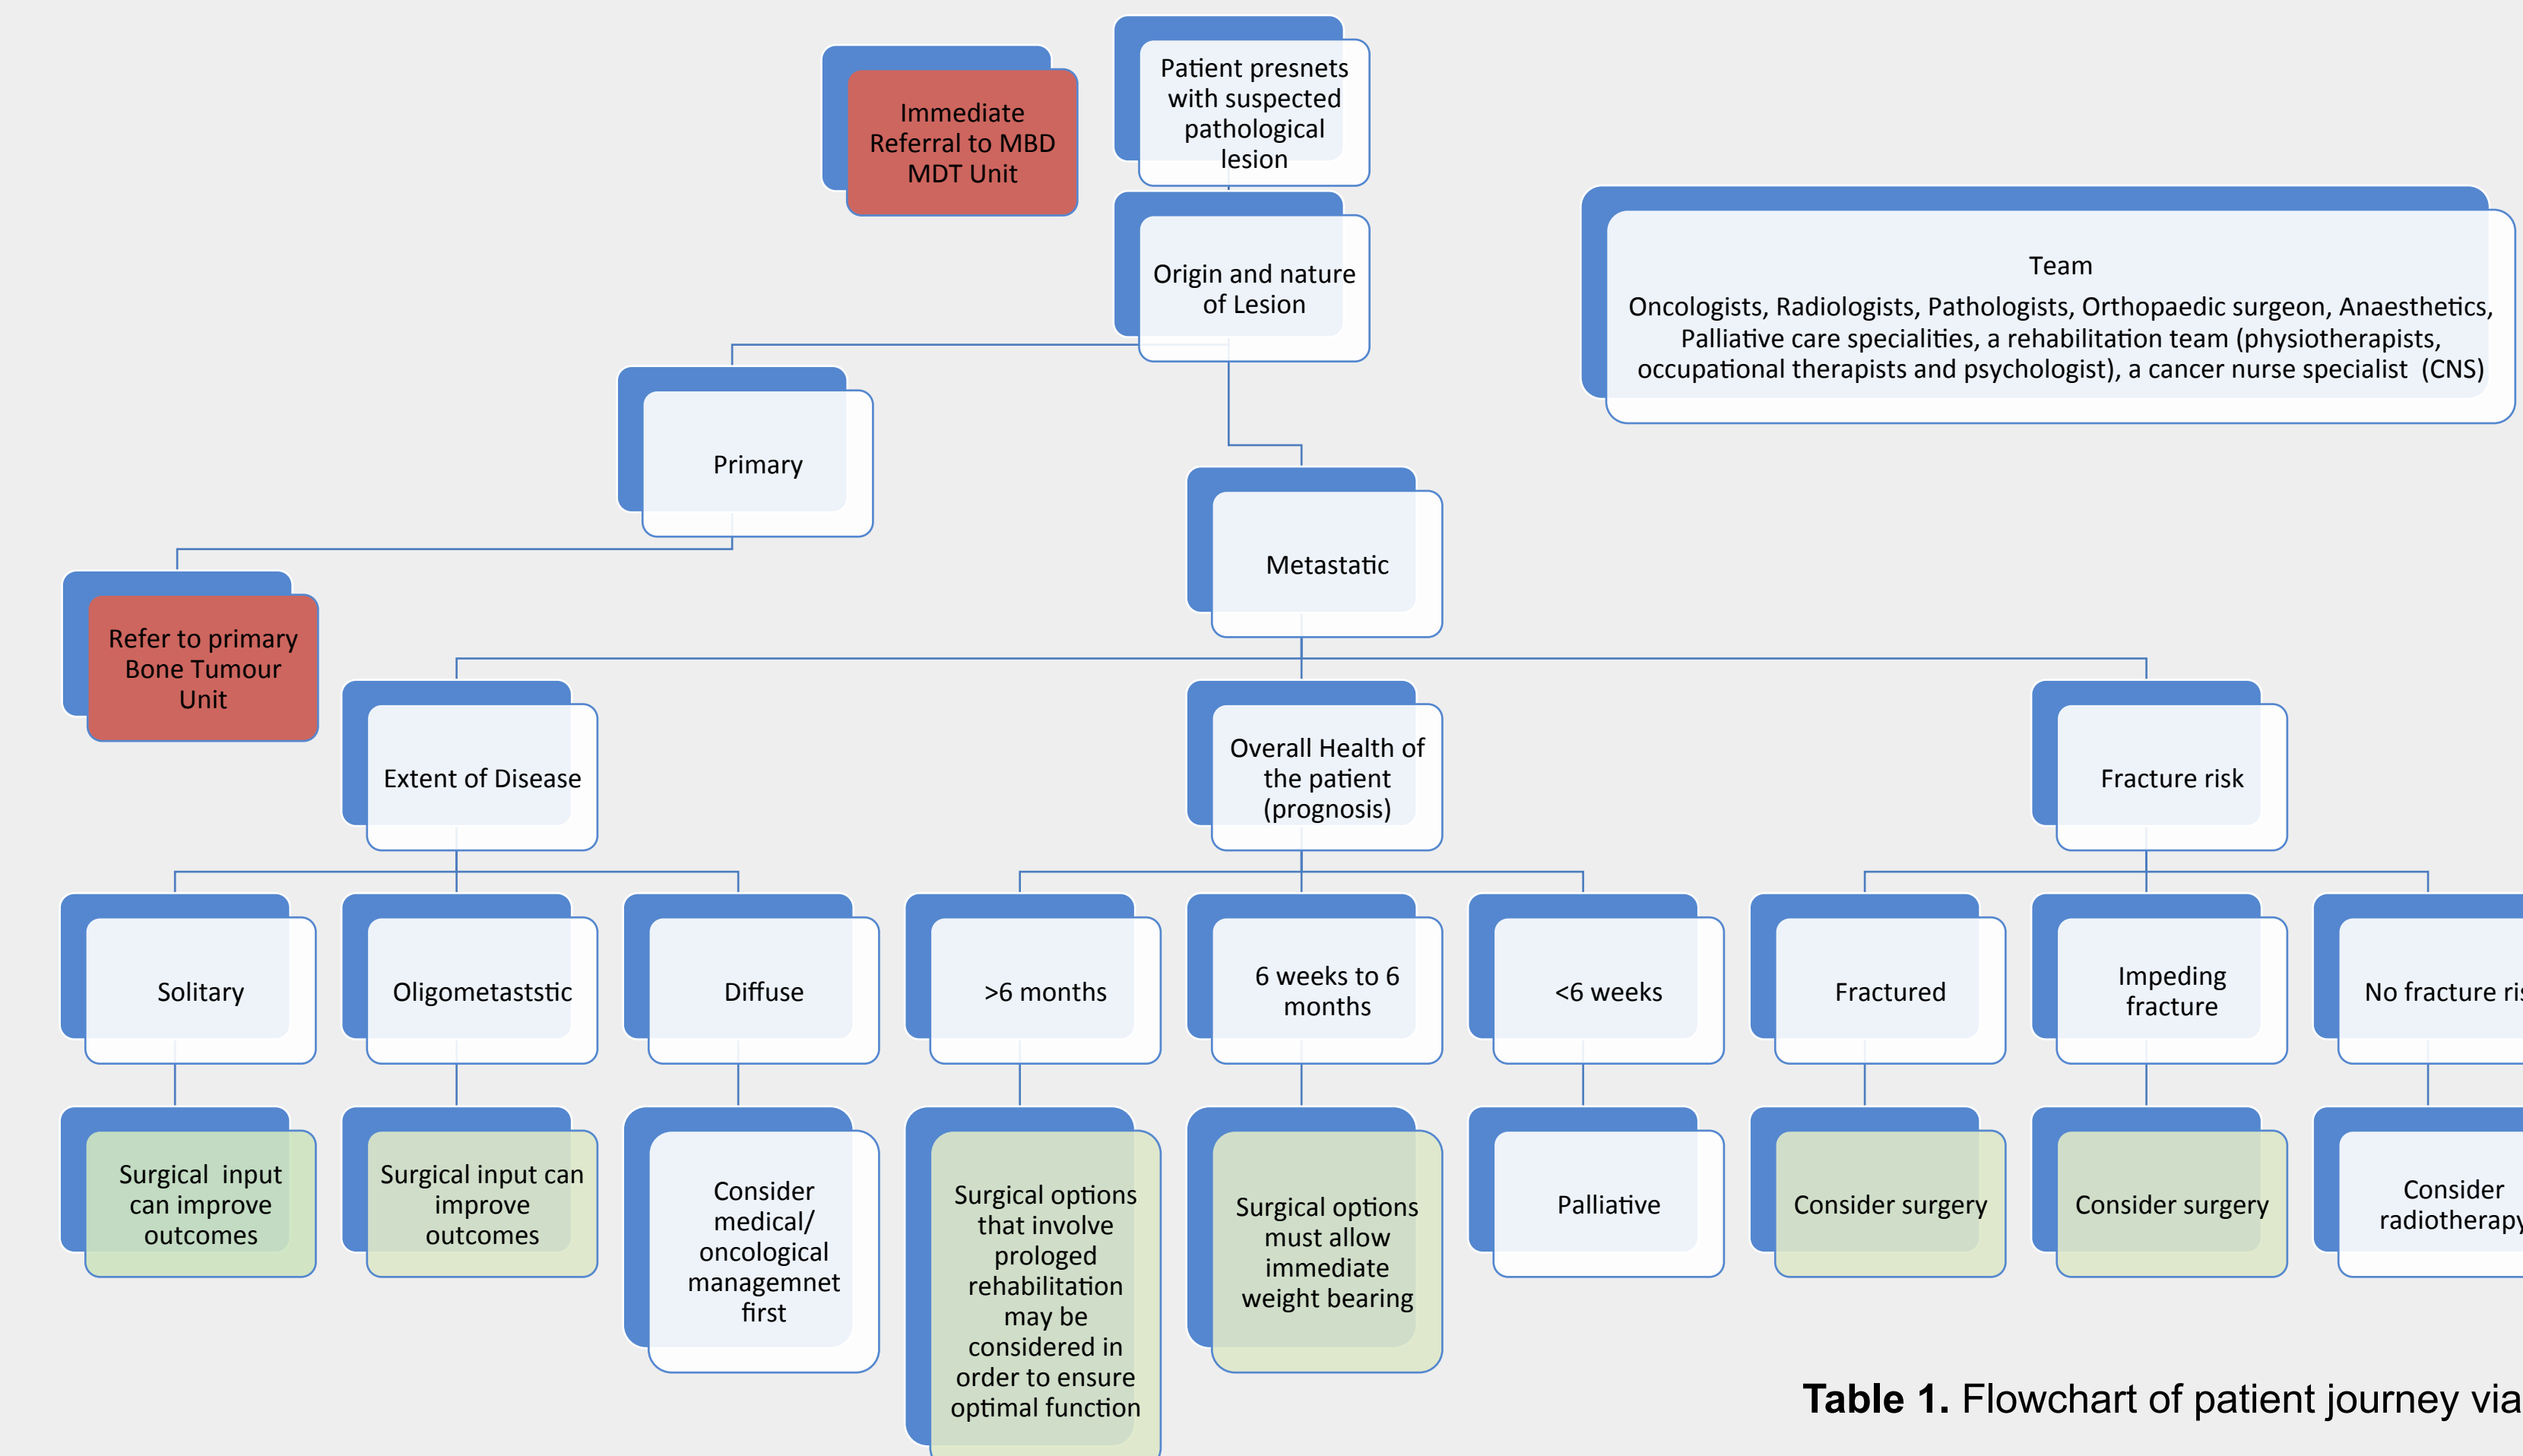 Patient presnets
with suspected
pathological
lesion
Immediate
Referral to MBD
MDT Unit
Origin and nature
of Lesion
Team
Oncologists, Radiologists, Pathologists, Orthopaedic surgeon, Anaesthetics,
Palliative care specialities, a rehabilitation team (physiotherapists,
occupational therapists and psychologist), a cancer nurse specialist (CNS)
Primary
Metastatic
Refer to primary
Bone Tumour
Unit
Extent of Disease
Overall Health of
the patient
(prognosis)
Fracture risk
Solitary
Oligometaststic
Diffuse
>6 months
6 weeks to 6
months
<6 weeks
Fractured
Impeding
fracture
No fracture
Surgical input
can improve
outcomes
Surgical input can
improve
outcomes
Consider
medical/
oncological
managemnet
first
Surgical options
that involve
prologed
rehabilitation
may be
considered in
order to ensure
optimal function
Surgical options
must allow
immediate
weight bearing
Palliative
Consider surgery
Consider surgery
Consider
radiotherapy
Table 1. Flowchart of patient journey via